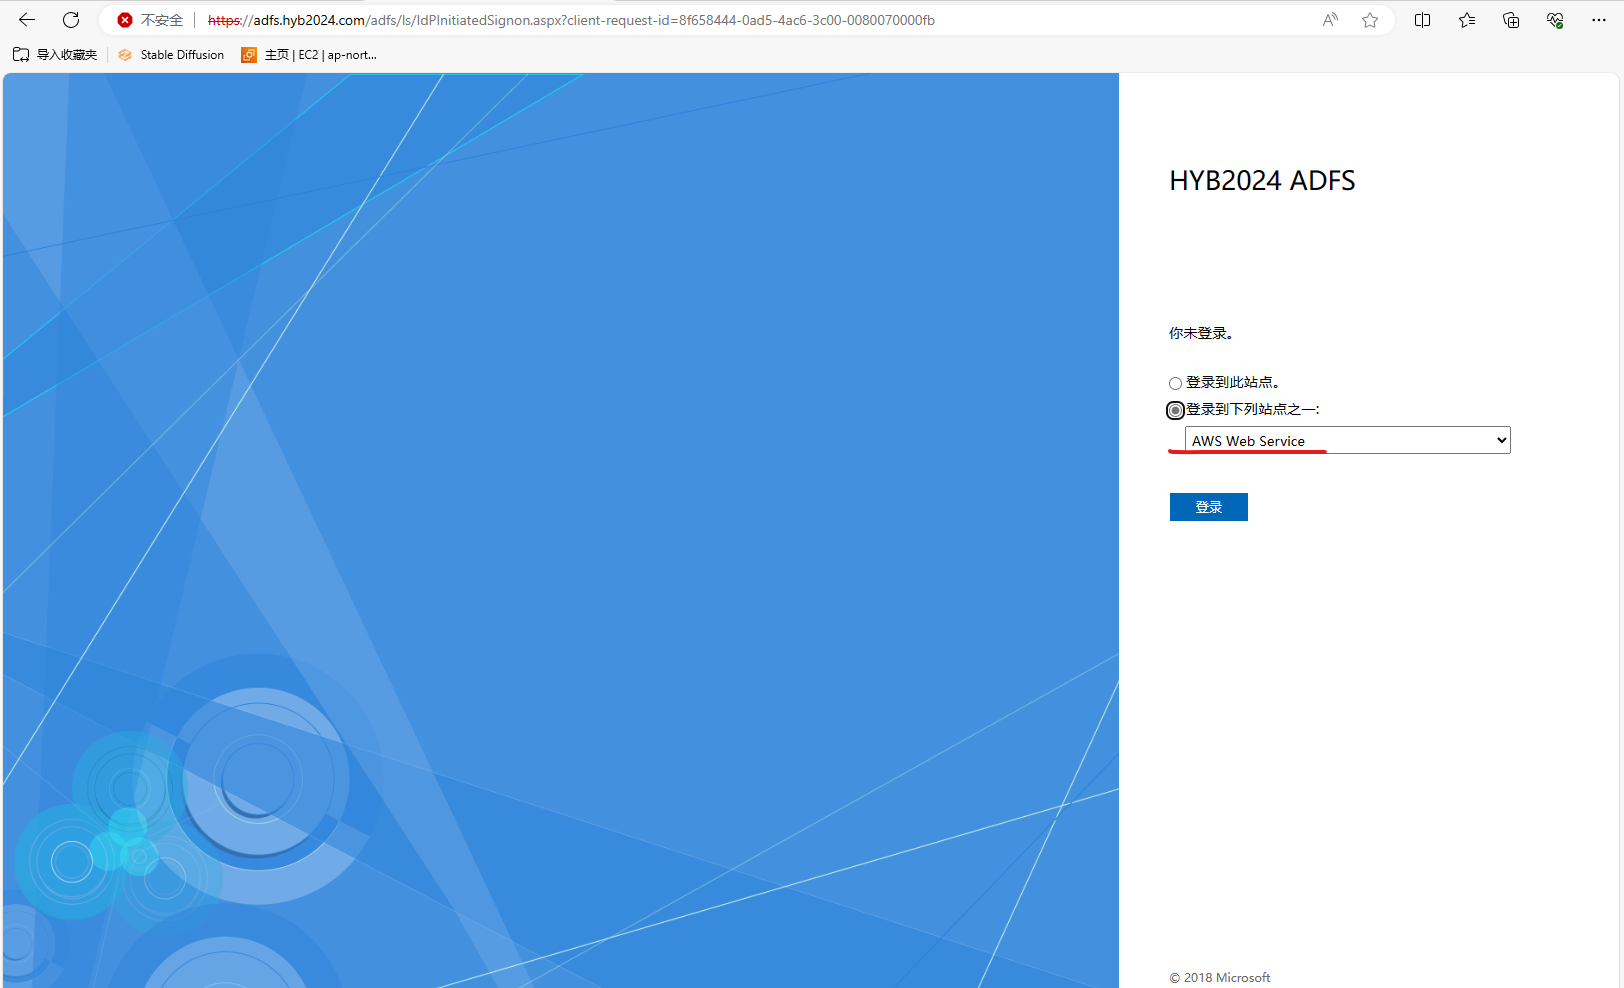 不安全 https://adfs.hyb2024.com/adfs/ls/IdPInitiatedSignon.aspx?client-request-id=8f658444-0ad5-4ac6-3c00-0080070000fb
导入收藏夹 Stable Diffusion 主页 | EC2 | ap-nort...
HYB2024 ADFS
你未登录。
登录到此站点。
登录到下列站点之一:
AWS Web Service
登录
© 2018 Microsoft